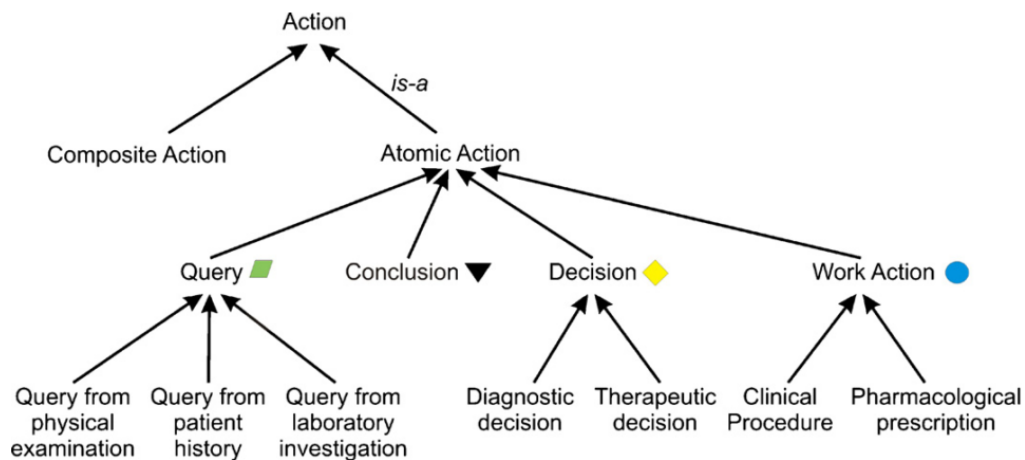 Action
is-a
Composite Action
Atomic Action
Query
Conclusion
Decision
Work Action
Query from
physical
examination
Query from
patient
history
Query from
laboratory
investigation
Diagnostic
decision
Therapeutic
decision
Clinical
Procedure
Pharmacological
prescription